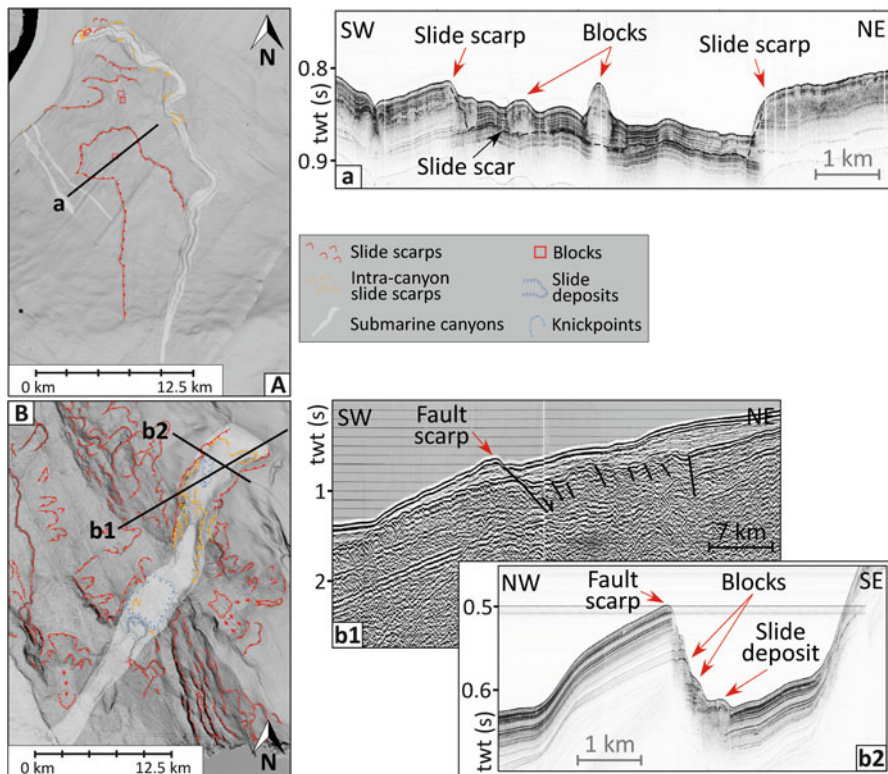 N
a
0 km 12.5 km
A
SW NE
Slide scarp Blocks Slide scarp
0.8
twt (s)
Slide scar
0.9
a
1 km
Slide scarps
Blocks
Intra-canyon
slide scarps
Slide
deposits
Submarine canyons
Knickpoints
B
b2
b1
0 km 12.5 km
N
SW NE
Fault
scarp
twt (s)
1
2
7 km
b1
NW SE
Fault
scarp
Blocks
Slide
deposit
0.5
0.6
twt (s)
1 km
b2